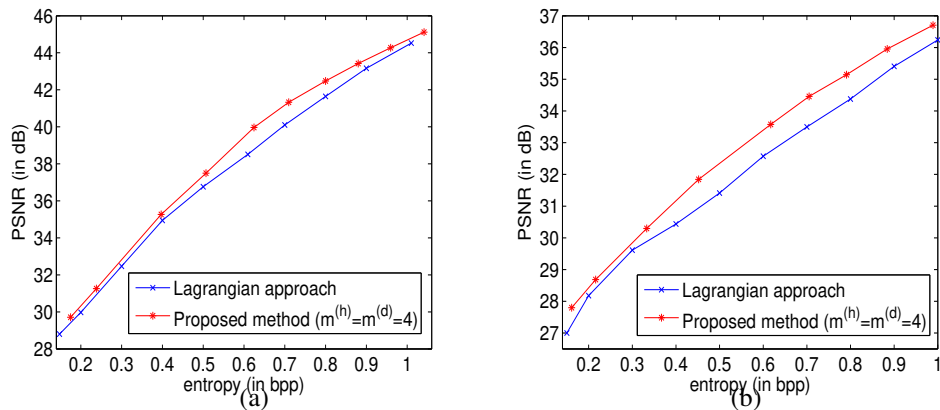 46
44
42
40
38
36
34
32
30
28
PSNR (in dB)
Lagrangian approach
Proposed method (m^(h)=m^(d)=4)
0.2 0.3 0.4 0.5 0.6 0.7 0.8 0.9 1
entropy (in bpp)
(a)
37
36
35
34
33
32
31
30
29
28
27
PSNR (in dB)
Lagrangian approach
Proposed method (m^(h)=m^(d)=4)
0.2 0.3 0.4 0.5 0.6 0.7 0.8 0.9 1
entropy (in bpp)
(b)